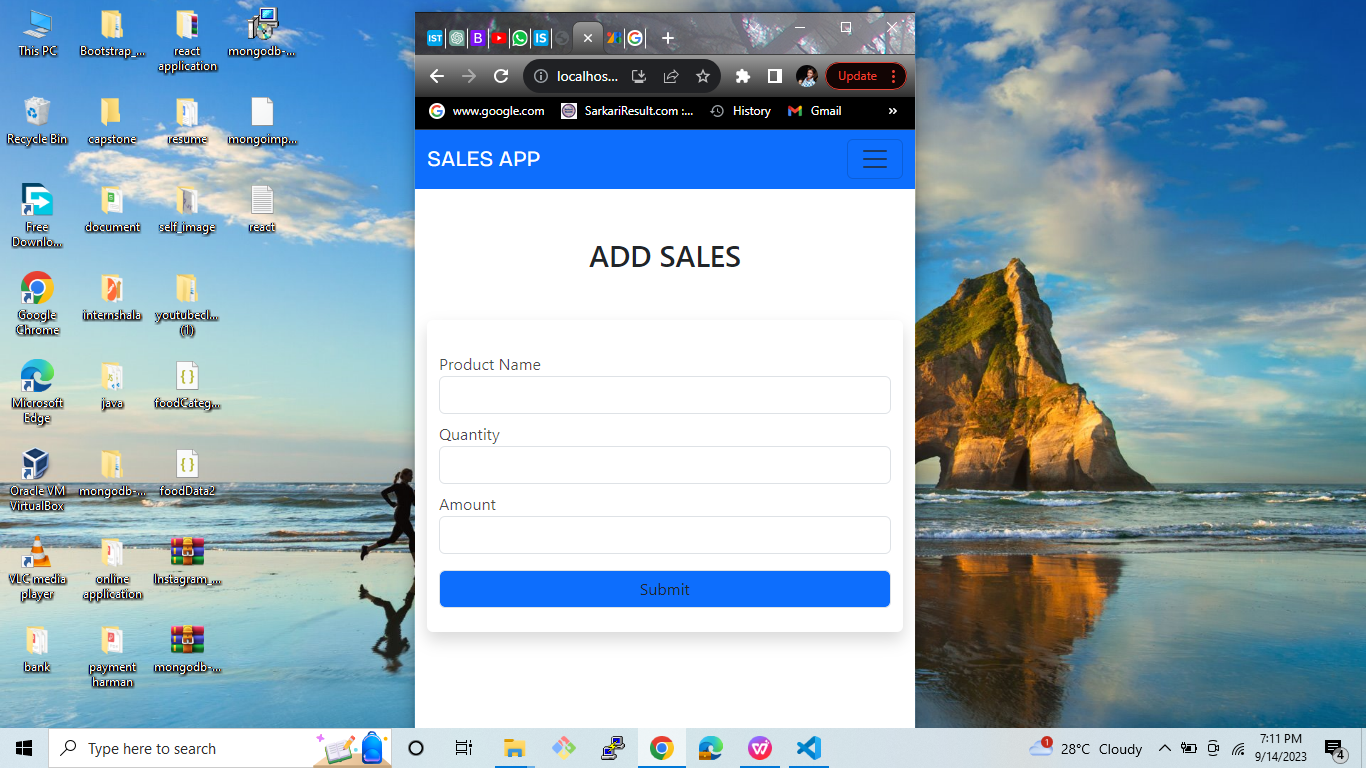 This PC
Bootstrap_...
react
application
mongodb-...
Recycle Bin
capstone
resume
mongoimp...
Free
Downlo...
document
self_image
react
Google
Chrome
internshala
youtubecl...
(1)
Microsoft
Edge
java
foodCateg...
Oracle VM
VirtualBox
mongodb-...
foodData2
VLC media
player
online
application
Instagram_...
bank
payment
harman
mongodb-...
IST
B
IS
localhos...
Update
www.google.com
SarkariResult.com :...
History
Gmail
»
SALES APP
ADD SALES
Product Name
Quantity
Amount
Submit
Type here to search
1
28°C Cloudy
7:11 PM
9/14/2023
4